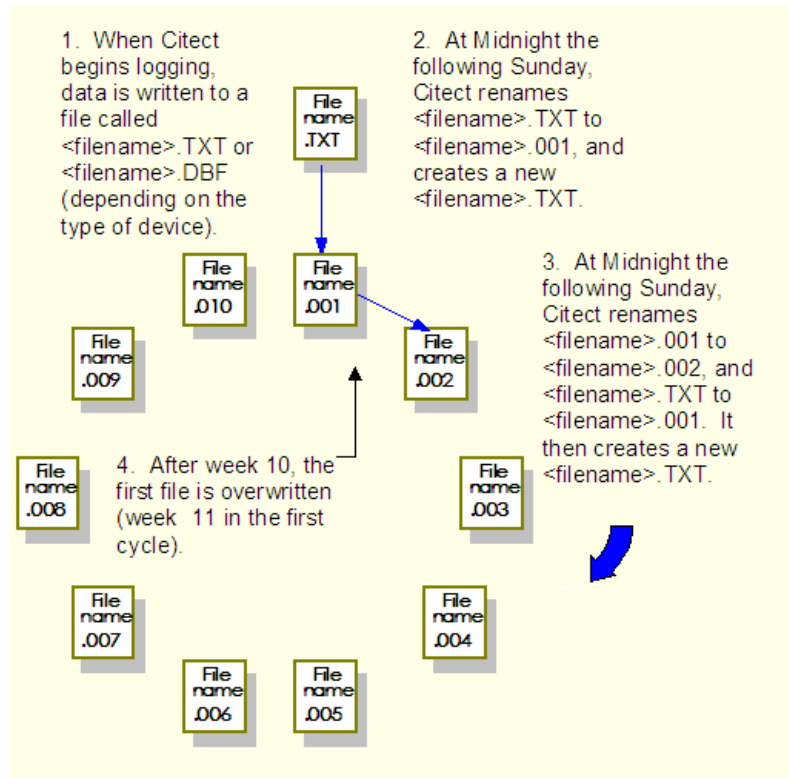 1. When Citect
begins logging,
data is written to a
file called
<filename>.TXT or
<filename>.DBF
(depending on the
type of device).
2. At Midnight the
following Sunday,
Citect renames
<filename>.TXT to
<filename>.001, and
creates a new
<filename>.TXT.
File
name
.TXT
File
name
.010
File
name
.001
3. At Midnight the
following Sunday,
Citect renames
<filename>.001 to
<filename>.002, and
<filename>.TXT to
<filename>.001. It
then creates a new
<filename>.TXT.
File
name
.009
File
name
.002
4. After week 10, the
first file is overwritten
(week 11 in the first
cycle).
File
name
.008
File
name
.003
File
name
.007
File
name
.004
File
name
.006
File
name
.005